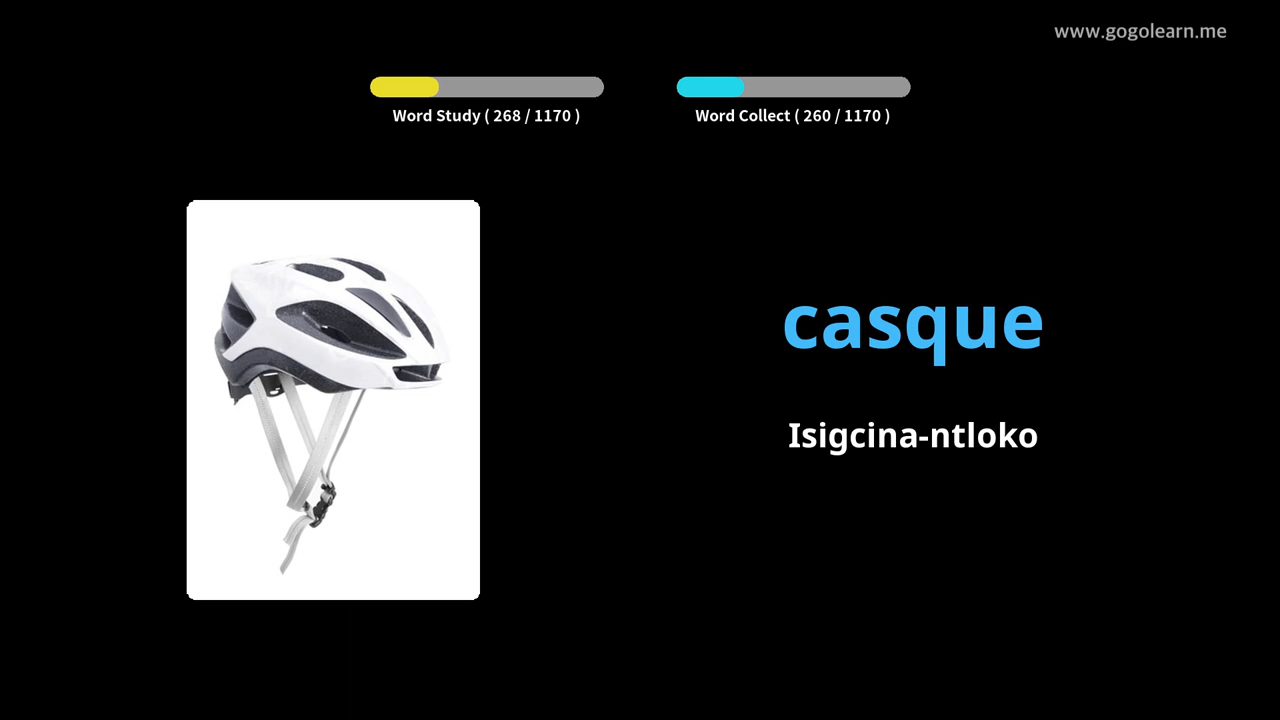 www.gogolearn.me
Word Study ( 268 / 1170 )
Word Collect ( 260 / 1170 )
casque
Isigcina-ntloko